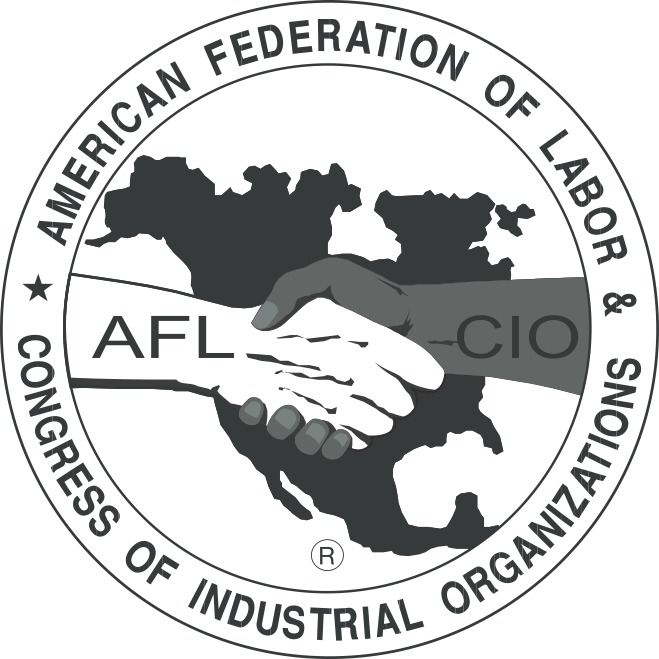 AMERICAN FEDERATION OF LABOR &
CONGRESS OF INDUSTRIAL ORGANIZATIONS
AFL-CIO
®